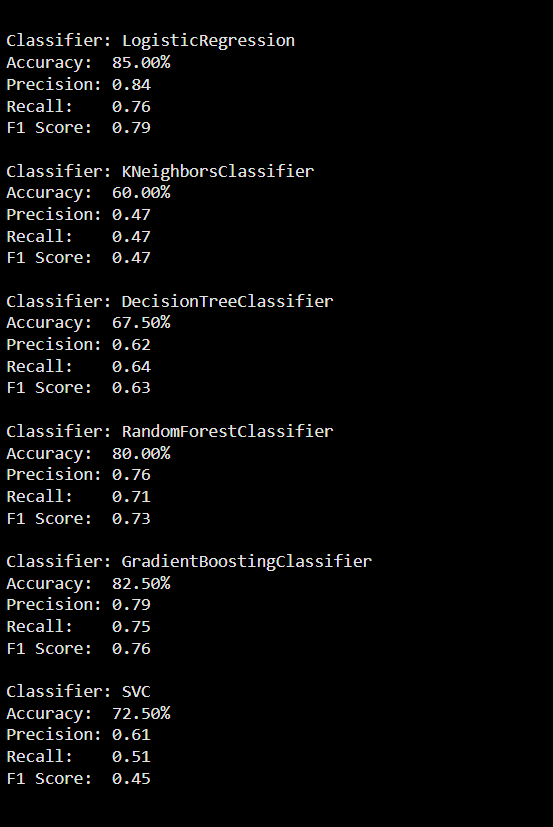 Classifier: LogisticRegression
Accuracy:  85.00%
Precision: 0.84
Recall:    0.76
F1 Score:  0.79

Classifier: KNeighborsClassifier
Accuracy:  60.00%
Precision: 0.47
Recall:    0.47
F1 Score:  0.47

Classifier: DecisionTreeClassifier
Accuracy:  67.50%
Precision: 0.62
Recall:    0.64
F1 Score:  0.63

Classifier: RandomForestClassifier
Accuracy:  80.00%
Precision: 0.76
Recall:    0.71
F1 Score:  0.73

Classifier: GradientBoostingClassifier
Accuracy:  82.50%
Precision: 0.79
Recall:    0.75
F1 Score:  0.76

Classifier: SVC
Accuracy:  72.50%
Precision: 0.61
Recall:    0.51
F1 Score:  0.45